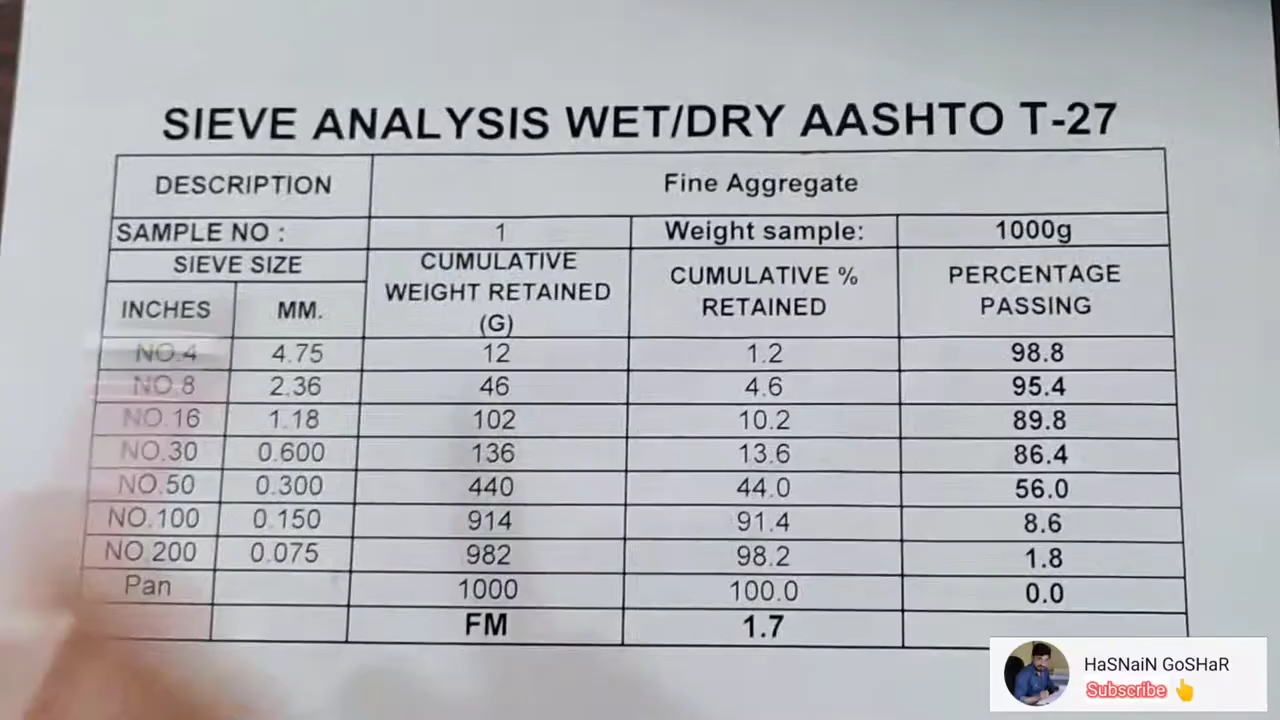 SIEVE ANALYSIS WET/DRY AASHTO T-27
DESCRIPTION Fine Aggregate
SAMPLE NO : 1 Weight sample: 1000g
SIEVE SIZE CUMULATIVE WEIGHT RETAINED (G) CUMULATIVE % RETAINED PERCENTAGE PASSING
INCHES MM.
NO.4 4.75 12 1.2 98.8
NO.8 2.36 46 4.6 95.4
NO.16 1.18 102 10.2 89.8
NO.30 0.600 136 13.6 86.4
NO.50 0.300 440 44.0 56.0
NO.100 0.150 914 91.4 8.6
NO.200 0.075 982 98.2 1.8
Pan 1000 100.0 0.0
FM 1.7
HaSNaiN GoSHaR
Subscribe